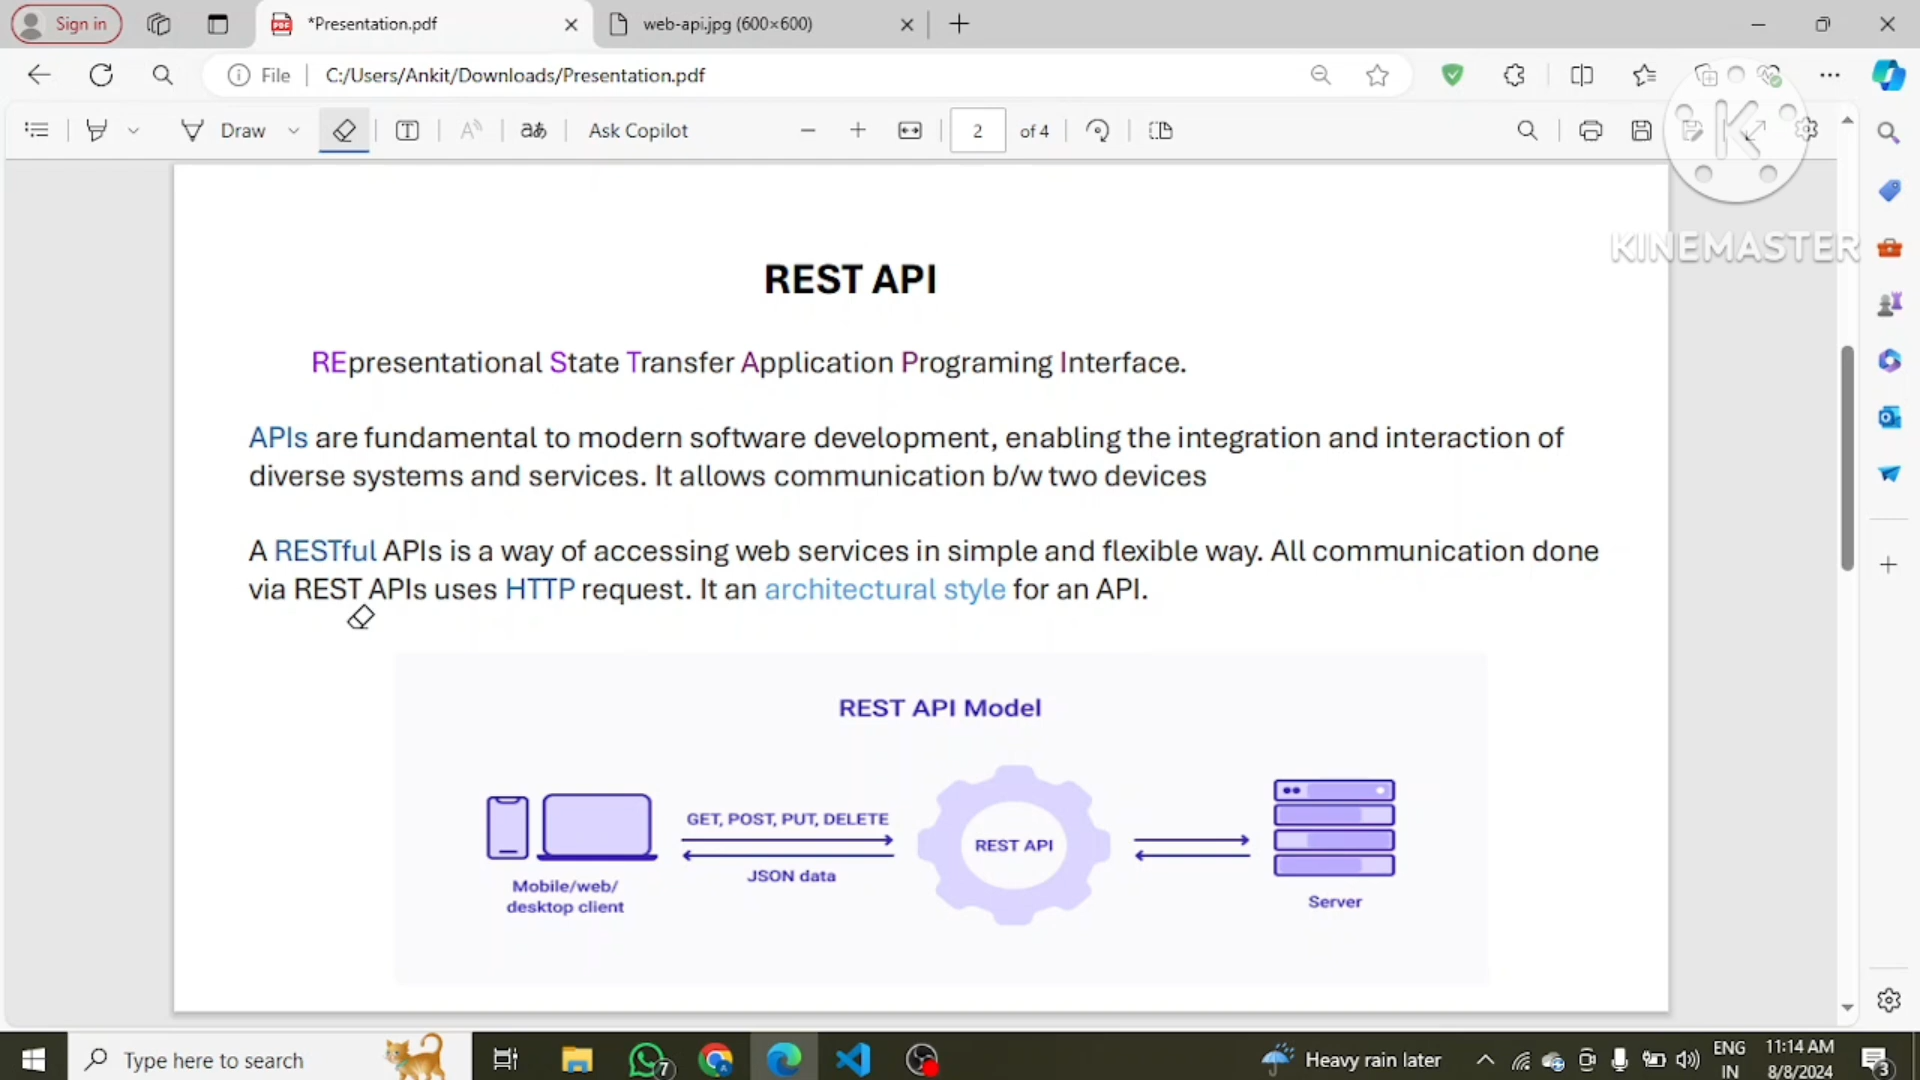 Sign in
*Presentation.pdf
web-api.jpg (600×600)
File
C:/Users/Ankit/Downloads/Presentation.pdf
Draw
Ask Copilot
2
of 4
KINEMASTER
REST API
REpresentational State Transfer Application Programing Interface.
APIs are fundamental to modern software development, enabling the integration and interaction of
diverse systems and services. It allows communication b/w two devices
A RESTful APIs is a way of accessing web services in simple and flexible way. All communication done
via REST APIs uses HTTP request. It an architectural style for an API.
REST API Model
GET, POST, PUT, DELETE
REST API
JSON data
Mobile/web/
desktop client
Server
Type here to search
7
Heavy rain later
ENG
IN
11:14 AM
8/8/2024
3